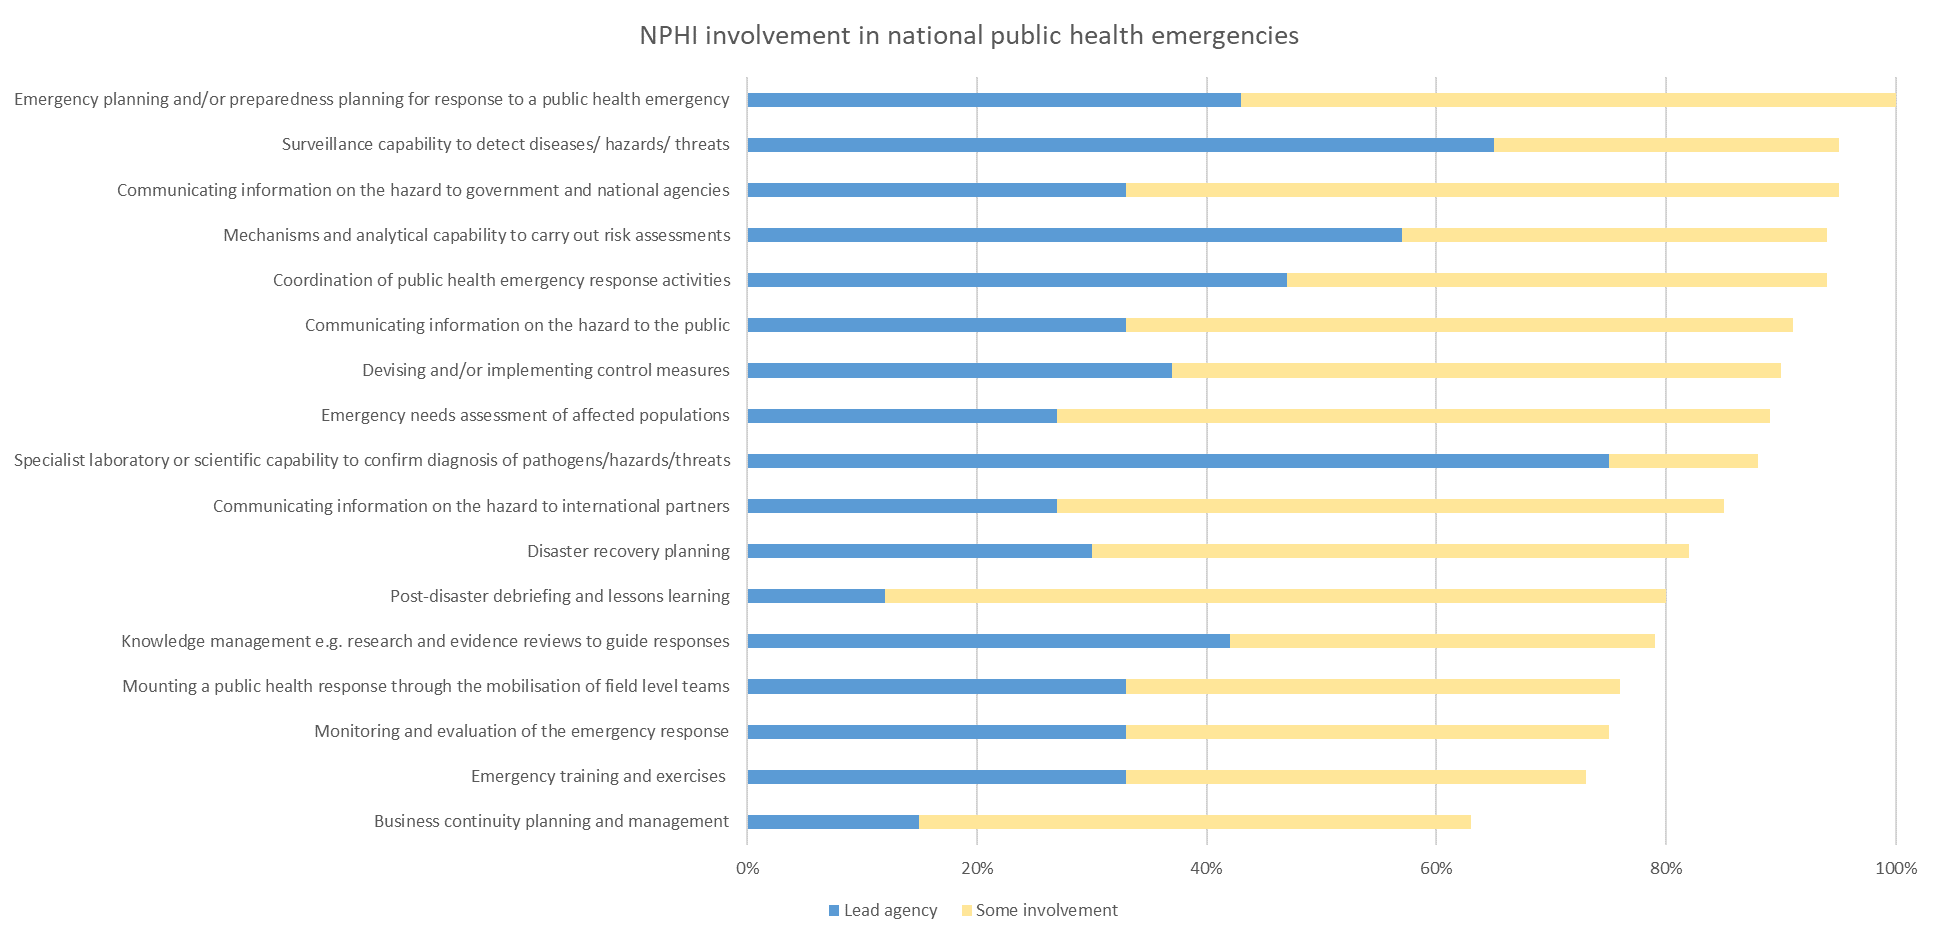 NPHI involvement in national public health emergencies
Emergency planning and/or preparedness planning for response to a public health emergency
Surveillance capability to detect diseases/ hazards/ threats
Communicating information on the hazard to government and national agencies
Mechanisms and analytical capability to carry out risk assessments
Coordination of public health emergency response activities
Communicating information on the hazard to the public
Devising and/or implementing control measures
Emergency needs assessment of affected populations
Specialist laboratory or scientific capability to confirm diagnosis of pathogens/hazards/threats
Communicating information on the hazard to international partners
Disaster recovery planning
Post-disaster debriefing and lessons learning
Knowledge management e.g. research and evidence reviews to guide responses
Mounting a public health response through the mobilisation of field level teams
Monitoring and evaluation of the emergency response
Emergency training and exercises
Business continuity planning and management
0% 20% 40% 60% 80% 100%
Lead agency Some involvement